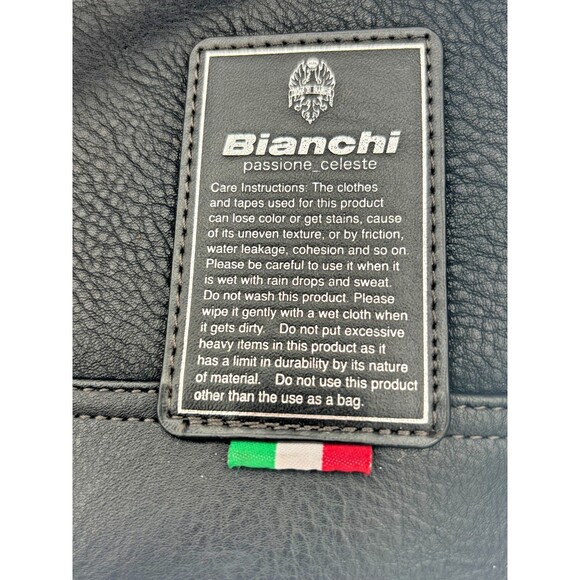 Bianchi
passione_celeste
Care Instructions: The clothes
and tapes used for this product
can lose color or get stains, cause
of its uneven texture, or by friction,
water leakage, cohesion and so on.
Please be careful to use it when it
is wet with rain drops and sweat.
Do not wash this product. Please
wipe it gently with a wet cloth when
it gets dirty. Do not put excessive
heavy items in this product as it
has a limit in durability by its nature
of material. Do not use this product
other than the use as a bag.